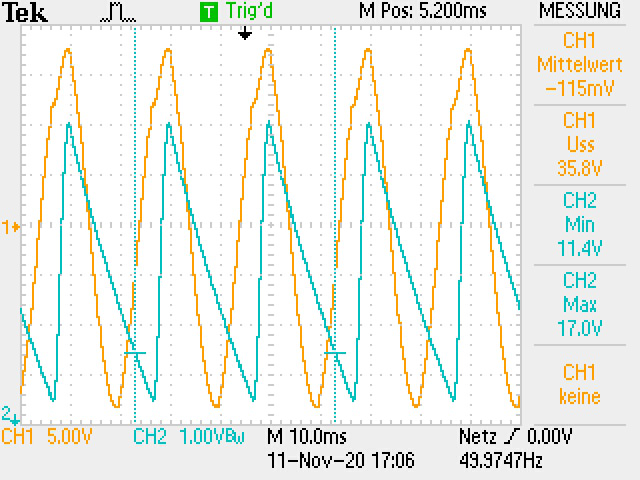 Tek T Trig'd M Pos: 5.200ms MESSUNG
CH1
Mittelwert
-115mV
CH1
Uss
35.8V
CH2
Min
11.4V
CH2
Max
17.0V
CH1
keine
1
2
CH1 5.00V CH2 1.00VBW M 10.0ms Netz 0.00V
11-Nov-20 17:06 49.9747Hz